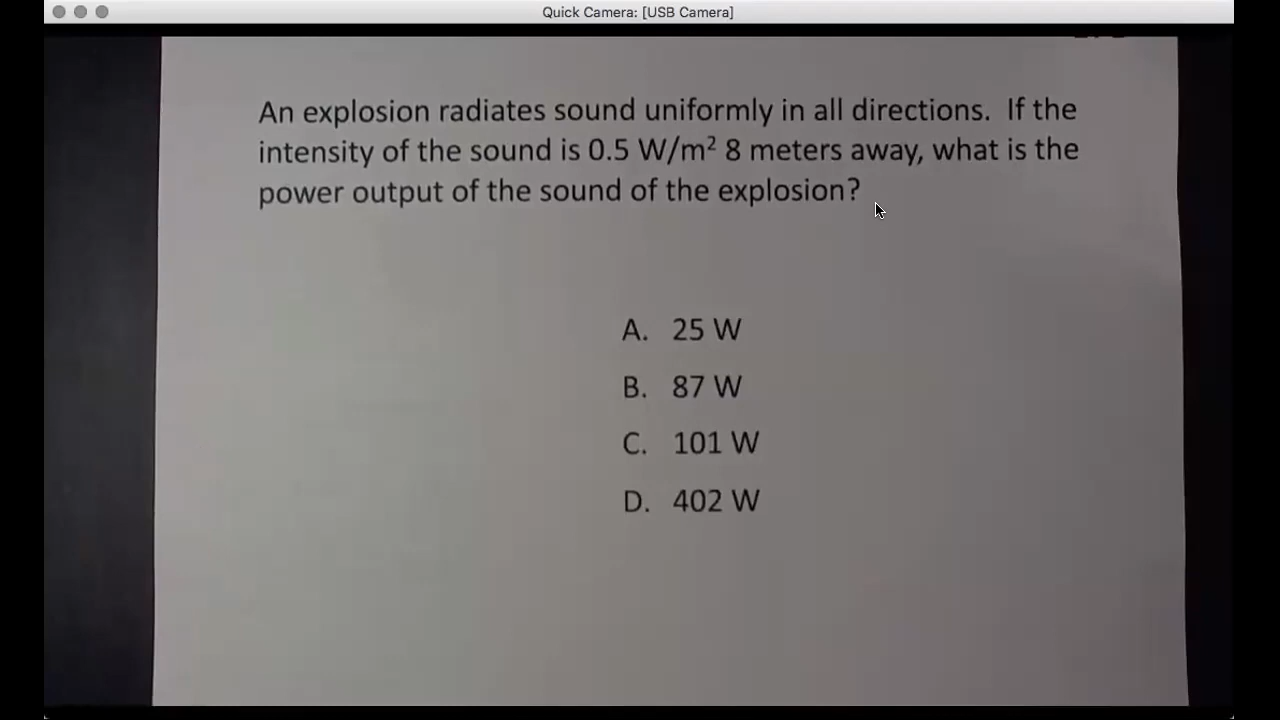 Quick Camera: [USB Camera]
An explosion radiates sound uniformly in all directions.  If the
intensity of the sound is 0.5 W/m² 8 meters away, what is the
power output of the sound of the explosion?
A. 25 W
B. 87 W
C. 101 W
D. 402 W